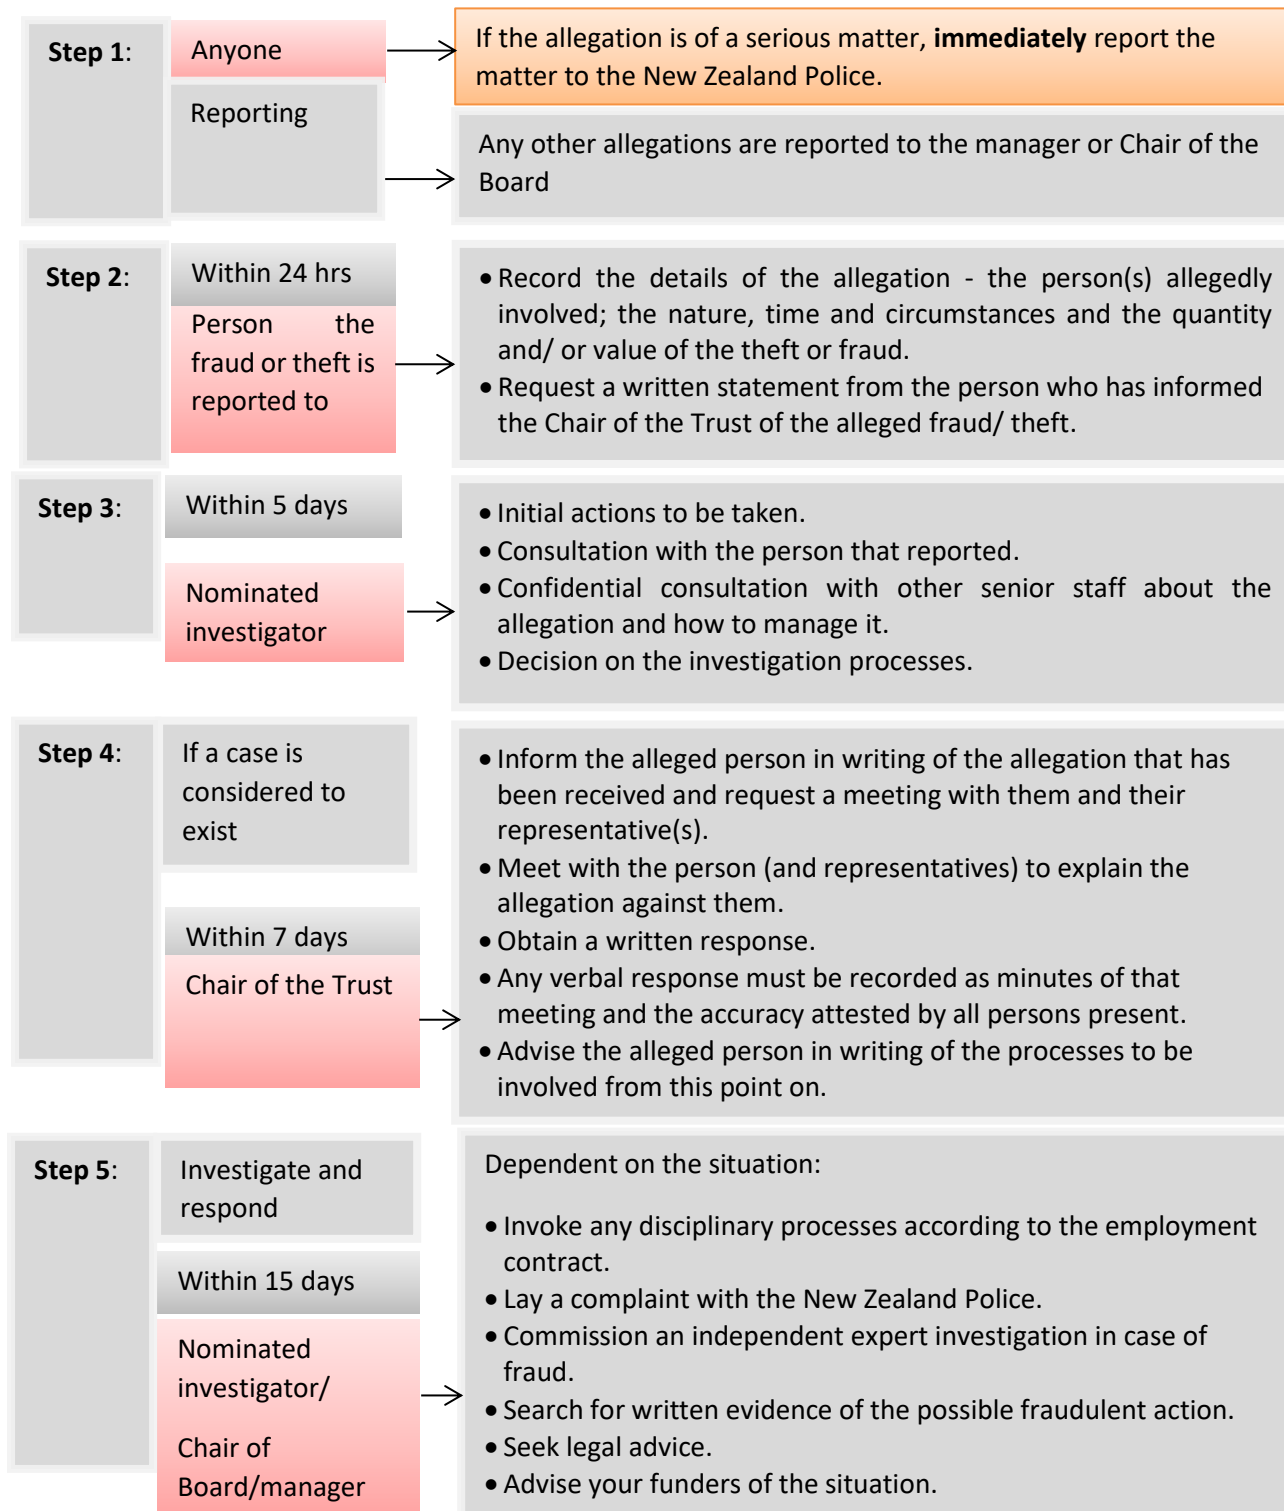 Step 1:
Anyone
If the allegation is of a serious matter, immediately report the
matter to the New Zealand Police.
Reporting
Any other allegations are reported to the manager or Chair of the
Board
Step 2:
Within 24 hrs
Person the
fraud or theft is
reported to
• Record the details of the allegation - the person(s) allegedly
involved; the nature, time and circumstances and the quantity
and/ or value of the theft or fraud.
• Request a written statement from the person who has informed
the Chair of the Trust of the alleged fraud/ theft.
Step 3:
Within 5 days
Nominated
investigator
• Initial actions to be taken.
• Consultation with the person that reported.
• Confidential consultation with other senior staff about the
allegation and how to manage it.
• Decision on the investigation processes.
Step 4:
If a case is
considered to
exist
Within 7 days
Chair of the Trust
• Inform the alleged person in writing of the allegation that has
been received and request a meeting with them and their
representative(s).
• Meet with the person (and representatives) to explain the
allegation against them.
• Obtain a written response.
• Any verbal response must be recorded as minutes of that
meeting and the accuracy attested by all persons present.
• Advise the alleged person in writing of the processes to be
involved from this point on.
Step 5:
Investigate and
respond
Within 15 days
Nominated
investigator/
Chair of
Board/manager
Dependent on the situation:
• Invoke any disciplinary processes according to the employment
contract.
• Lay a complaint with the New Zealand Police.
• Commission an independent expert investigation in case of
fraud.
• Search for written evidence of the possible fraudulent action.
• Seek legal advice.
• Advise your funders of the situation.